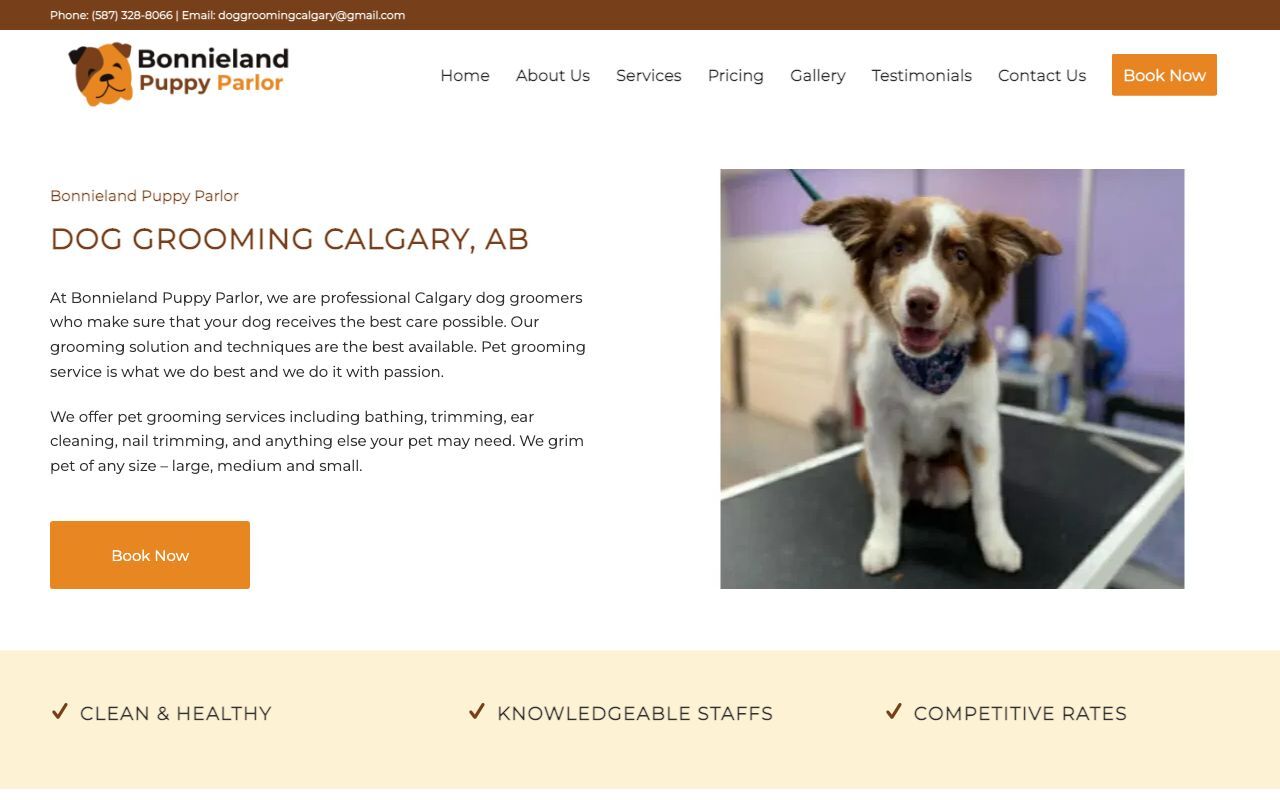 Phone: (587) 328-8066 | Email: doggroomingcalgary@gmail.com
Bonnieland
Puppy Parlor
Home About Us Services Pricing Gallery Testimonials Contact Us Book Now
Bonnieland Puppy Parlor
DOG GROOMING CALGARY, AB
At Bonnieland Puppy Parlor, we are professional Calgary dog groomers
who make sure that your dog receives the best care possible. Our
grooming solution and techniques are the best available. Pet grooming
service is what we do best and we do it with passion.
We offer pet grooming services including bathing, trimming, ear
cleaning, nail trimming, and anything else your pet may need. We grim
pet of any size – large, medium and small.
Book Now
CLEAN & HEALTHY
KNOWLEDGEABLE STAFFS
COMPETITIVE RATES